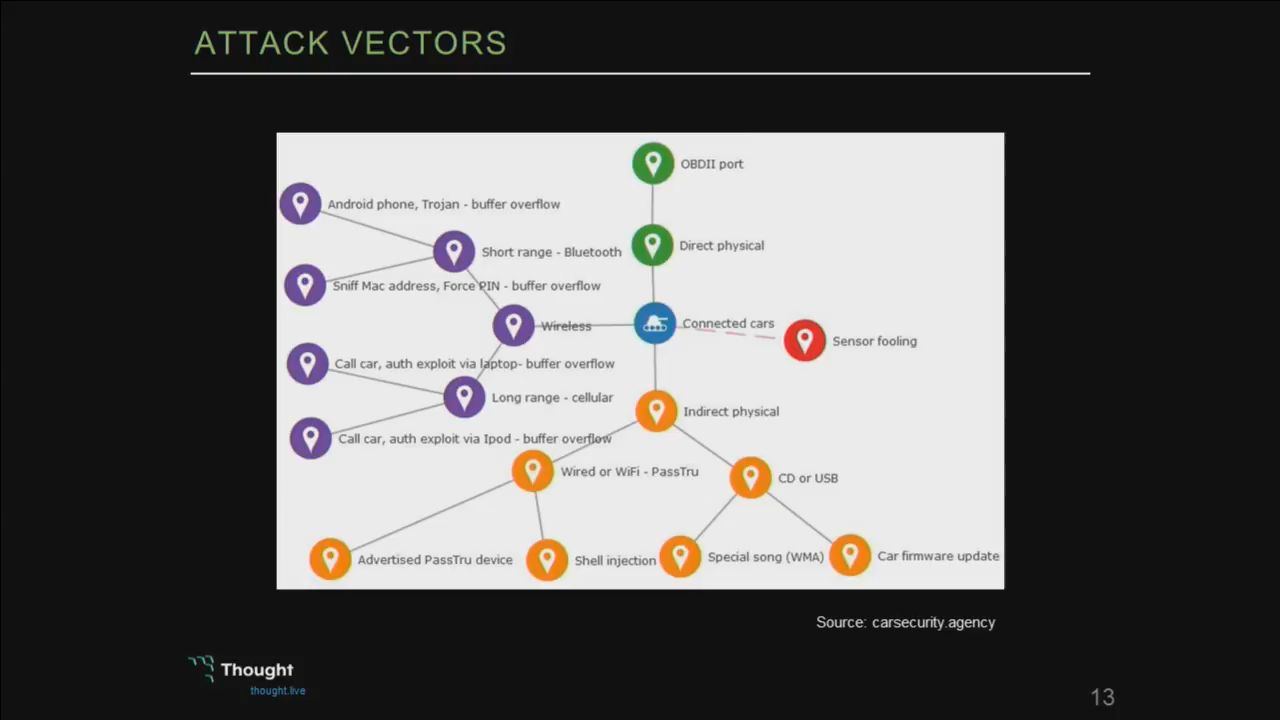 ATTACK VECTORS
OBDII port
Android phone, Trojan - buffer overflow
Direct physical
Short range - Bluetooth
Sniff Mac address, Force PIN - buffer overflow
Wireless
Connected cars
Sensor fooling
Call car, auth exploit via laptop- buffer overflow
Long range - cellular
Indirect physical
Call car, auth exploit via Ipod - buffer overflow
Wired or WiFi - PassTru
CD or USB
Advertised PassTru device
Shell injection
Special song (WMA)
Car firmware update
Source: carsecurity.agency
Thought
thought.live
13